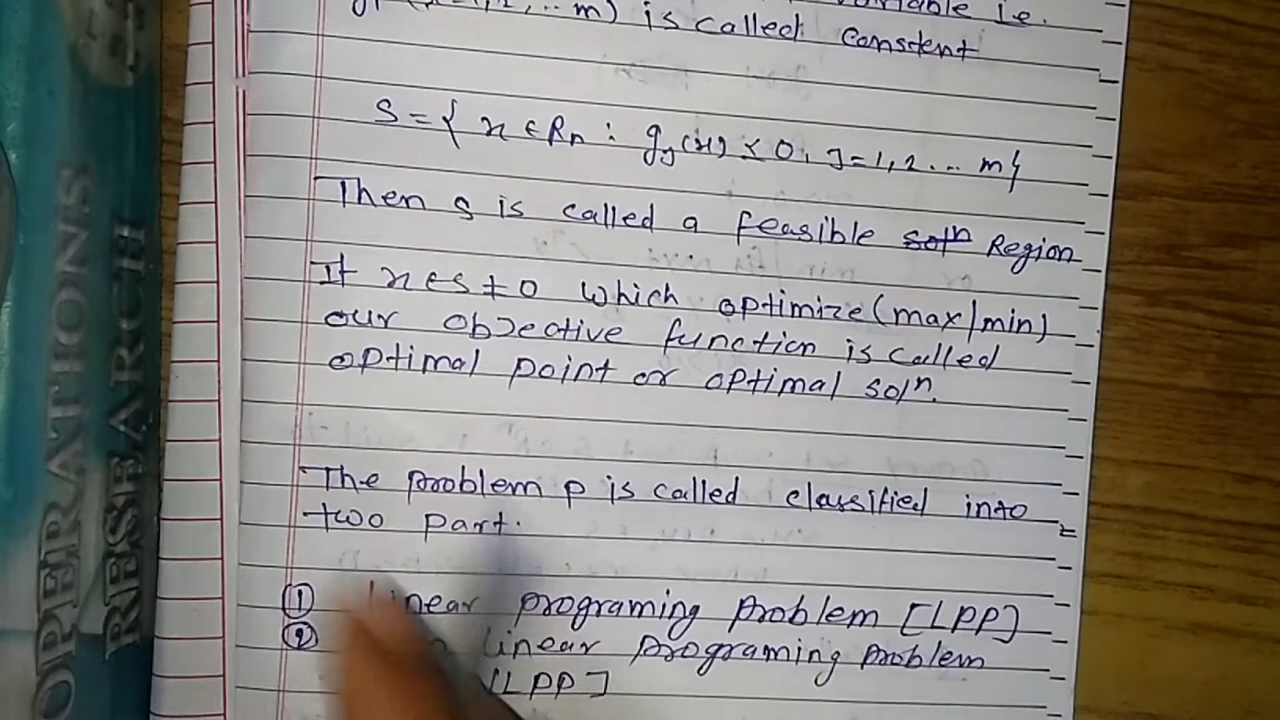 variable i.e.
m) is called constent
S = { x ∈ Rn : gj(x) ≤ 0, J = 1, 2 ... m}
Then S is called a feasible Region
If x ∈ S ≠ 0 which optimize (max/min)
our objective function is called
optimal point or optimal solⁿ.
The problem p is called classified into
two part.
① Linear programing problem [LPP]
② linear programing problem
LPP]
OPERATIONS
RESEARCH